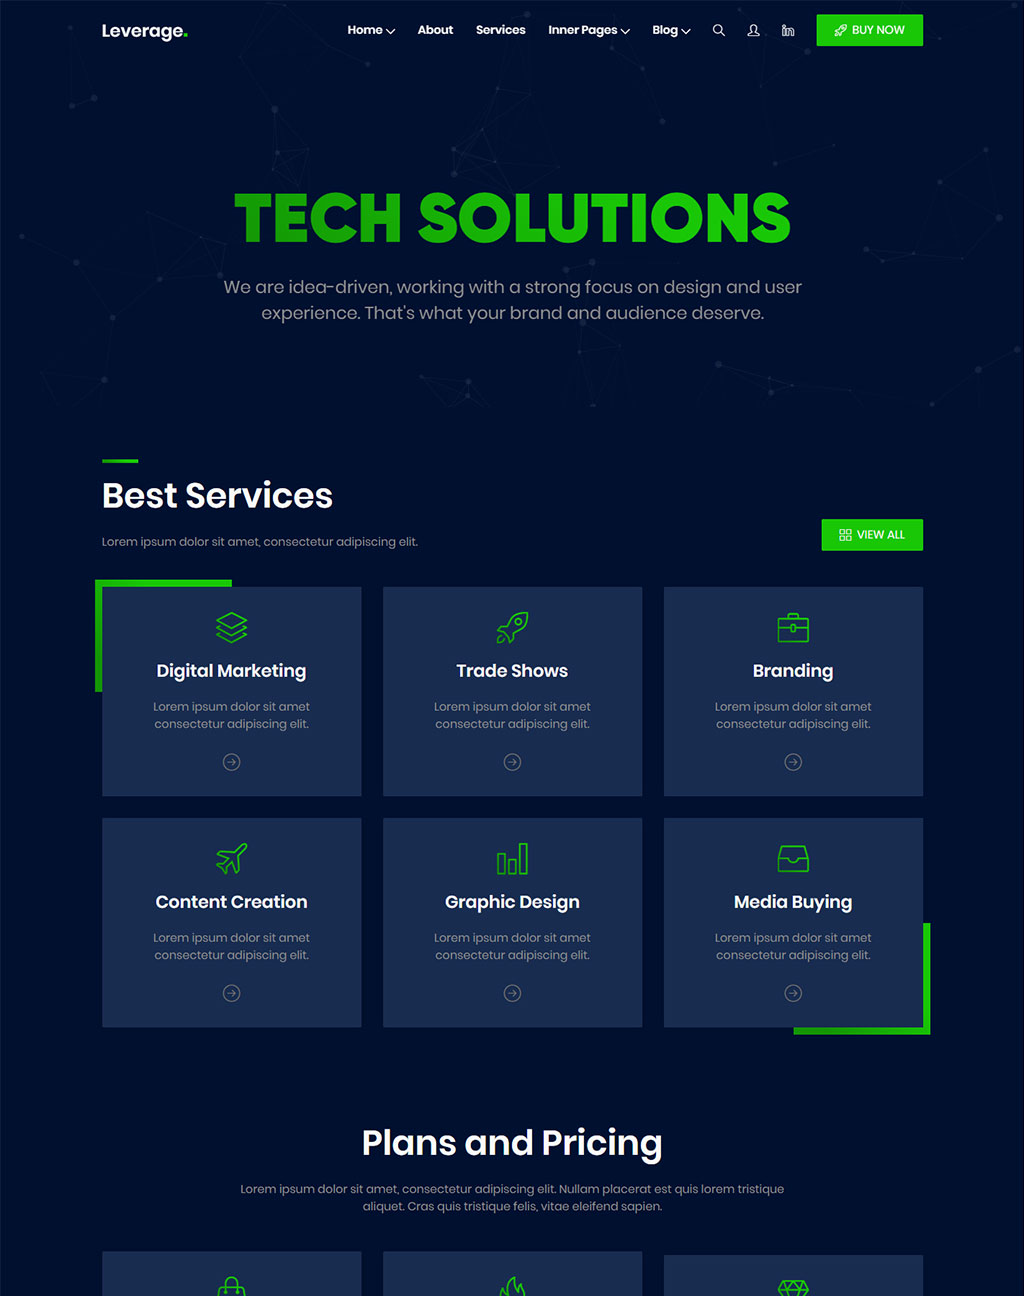 Leverage.
Home
About
Services
Inner Pages
Blog
BUY NOW
TECH SOLUTIONS
We are idea-driven, working with a strong focus on design and user
experience. That's what your brand and audience deserve.
Best Services
Lorem ipsum dolor sit amet, consectetur adipiscing elit.
VIEW ALL
Digital Marketing
Lorem ipsum dolor sit amet
consectetur adipiscing elit.
Trade Shows
Lorem ipsum dolor sit amet
consectetur adipiscing elit.
Branding
Lorem ipsum dolor sit amet
consectetur adipiscing elit.
Content Creation
Lorem ipsum dolor sit amet
consectetur adipiscing elit.
Graphic Design
Lorem ipsum dolor sit amet
consectetur adipiscing elit.
Media Buying
Lorem ipsum dolor sit amet
consectetur adipiscing elit.
Plans and Pricing
Lorem ipsum dolor sit amet, consectetur adipiscing elit. Nullam placerat est quis lorem tristique
aliquet. Cras quis tristique felis, vitae eleifend sapien.